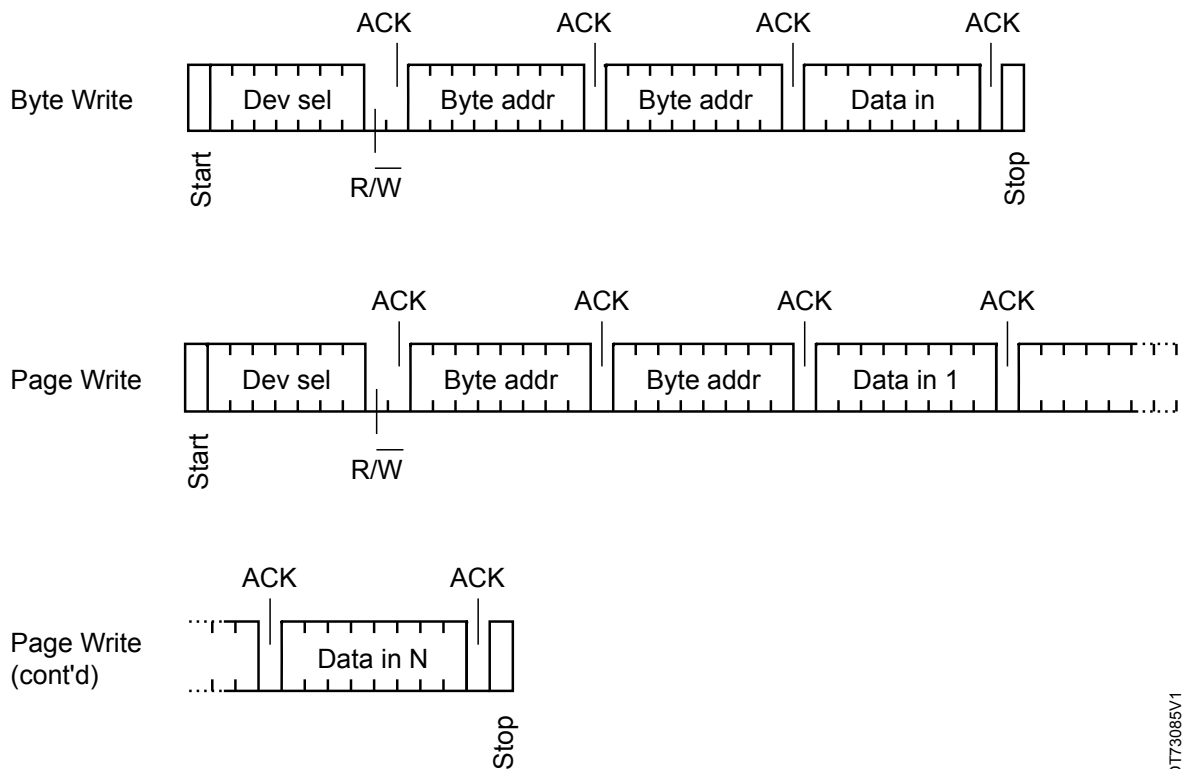 ACK ACK ACK ACK
Byte Write Dev sel Byte addr Byte addr Data in
Start R/W̅ Stop
ACK ACK ACK ACK
Page Write Dev sel Byte addr Byte addr Data in 1
Start R/W̅
ACK ACK
Page Write
(cont'd)
Data in N
Stop